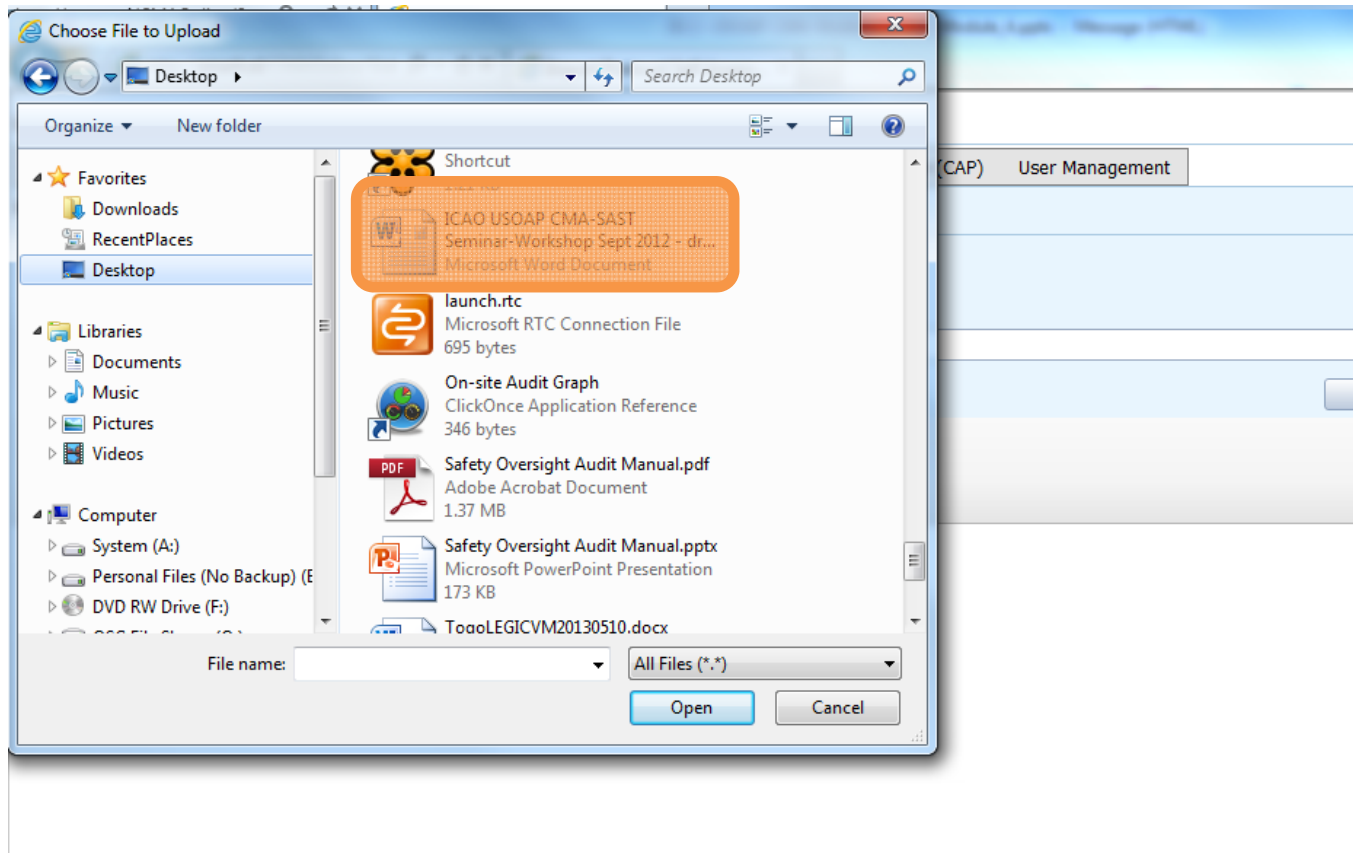 Choose File to Upload
Desktop
Search Desktop
Organize
New folder
(CAP)
User Management
Favorites
Downloads
RecentPlaces
Desktop
Libraries
Documents
Music
Pictures
Videos
Computer
System (A:)
Personal Files (No Backup) (E
DVD RW Drive (F:)
Shortcut
ICAO USOAP CMA-SAST
Seminar-Workshop Sept 2012 - dr...
Microsoft Word Document
launch.rtc
Microsoft RTC Connection File
695 bytes
On-site Audit Graph
ClickOnce Application Reference
346 bytes
PDF
Safety Oversight Audit Manual.pdf
Adobe Acrobat Document
1.37 MB
Safety Oversight Audit Manual.pptx
Microsoft PowerPoint Presentation
173 KB
TogoLEGICVM20130510.docx
File name:
All Files (*.*)
Open
Cancel